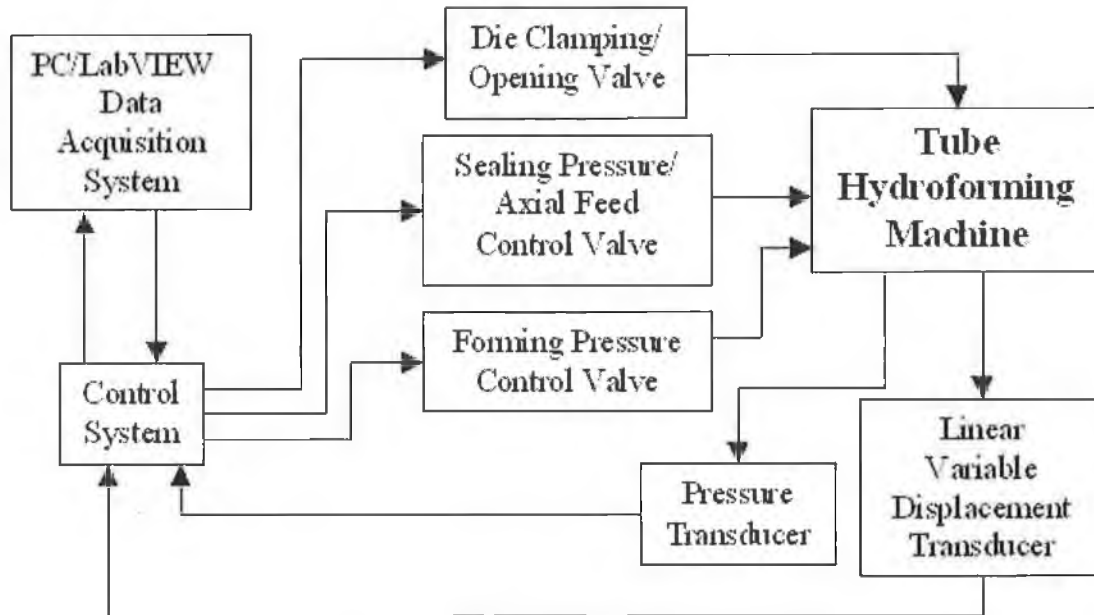 PC/LabVIEW
Data
Acquisition
System
Die Clamping/
Opening Valve
Sealing Pressure/
Axial Feed
Control Valve
Forming Pressure
Control Valve
Tube
Hydroforming
Machine
Control
System
Pressure
Transducer
Linear
Variable
Displacement
Transducer